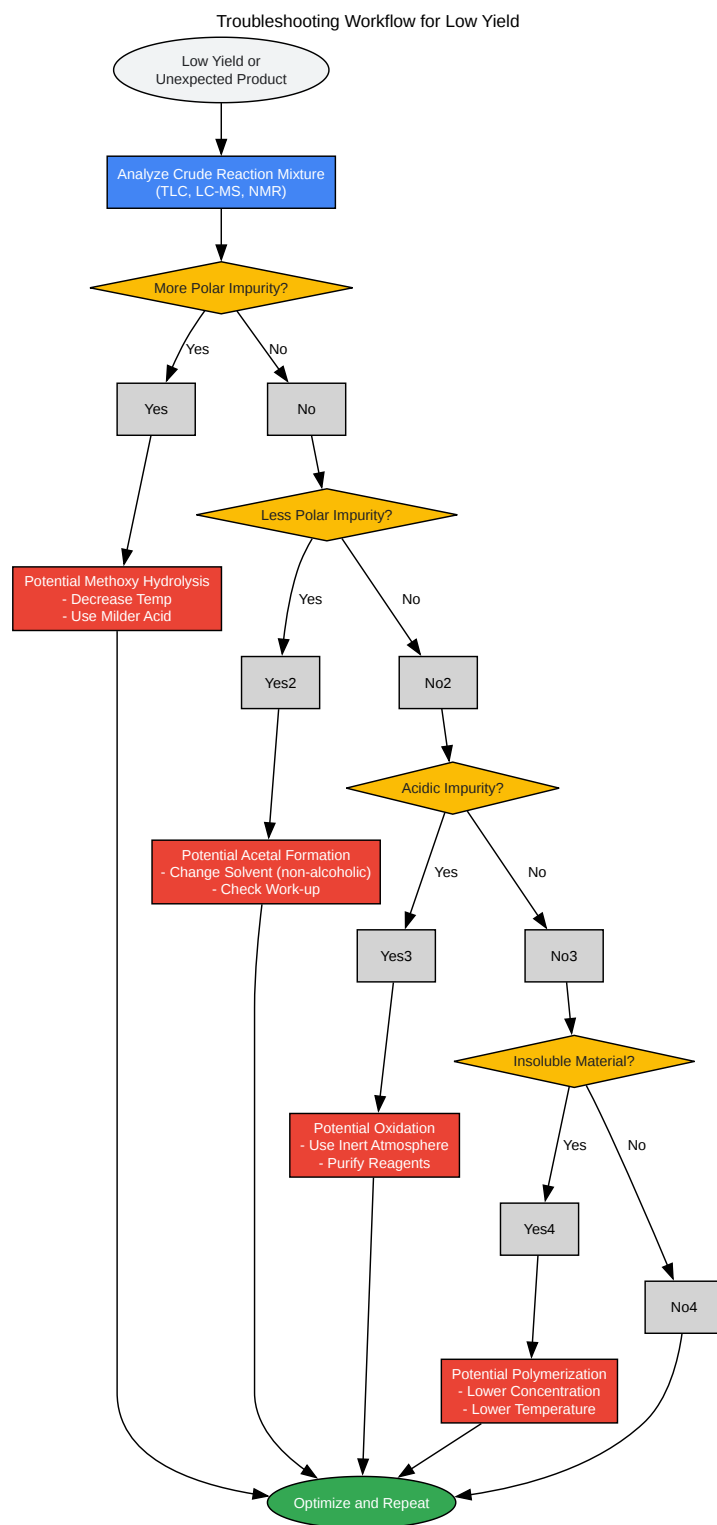 Troubleshooting Workflow for Low Yield
Low Yield or
Unexpected Product
Analyze Crude Reaction Mixture
(TLC, LC-MS, NMR)
More Polar Impurity?
Yes
No
Yes
No
Less Polar Impurity?
Potential Methoxy Hydrolysis
- Decrease Temp
- Use Milder Acid
Yes
No
Yes2
No2
Acidic Impurity?
Potential Acetal Formation
- Change Solvent (non-alcoholic)
- Check Work-up
Yes
No
Yes3
No3
Insoluble Material?
Potential Oxidation
- Use Inert Atmosphere
- Purify Reagents
Yes
No
Yes4
No4
Potential Polymerization
- Lower Concentration
- Lower Temperature
Optimize and Repeat